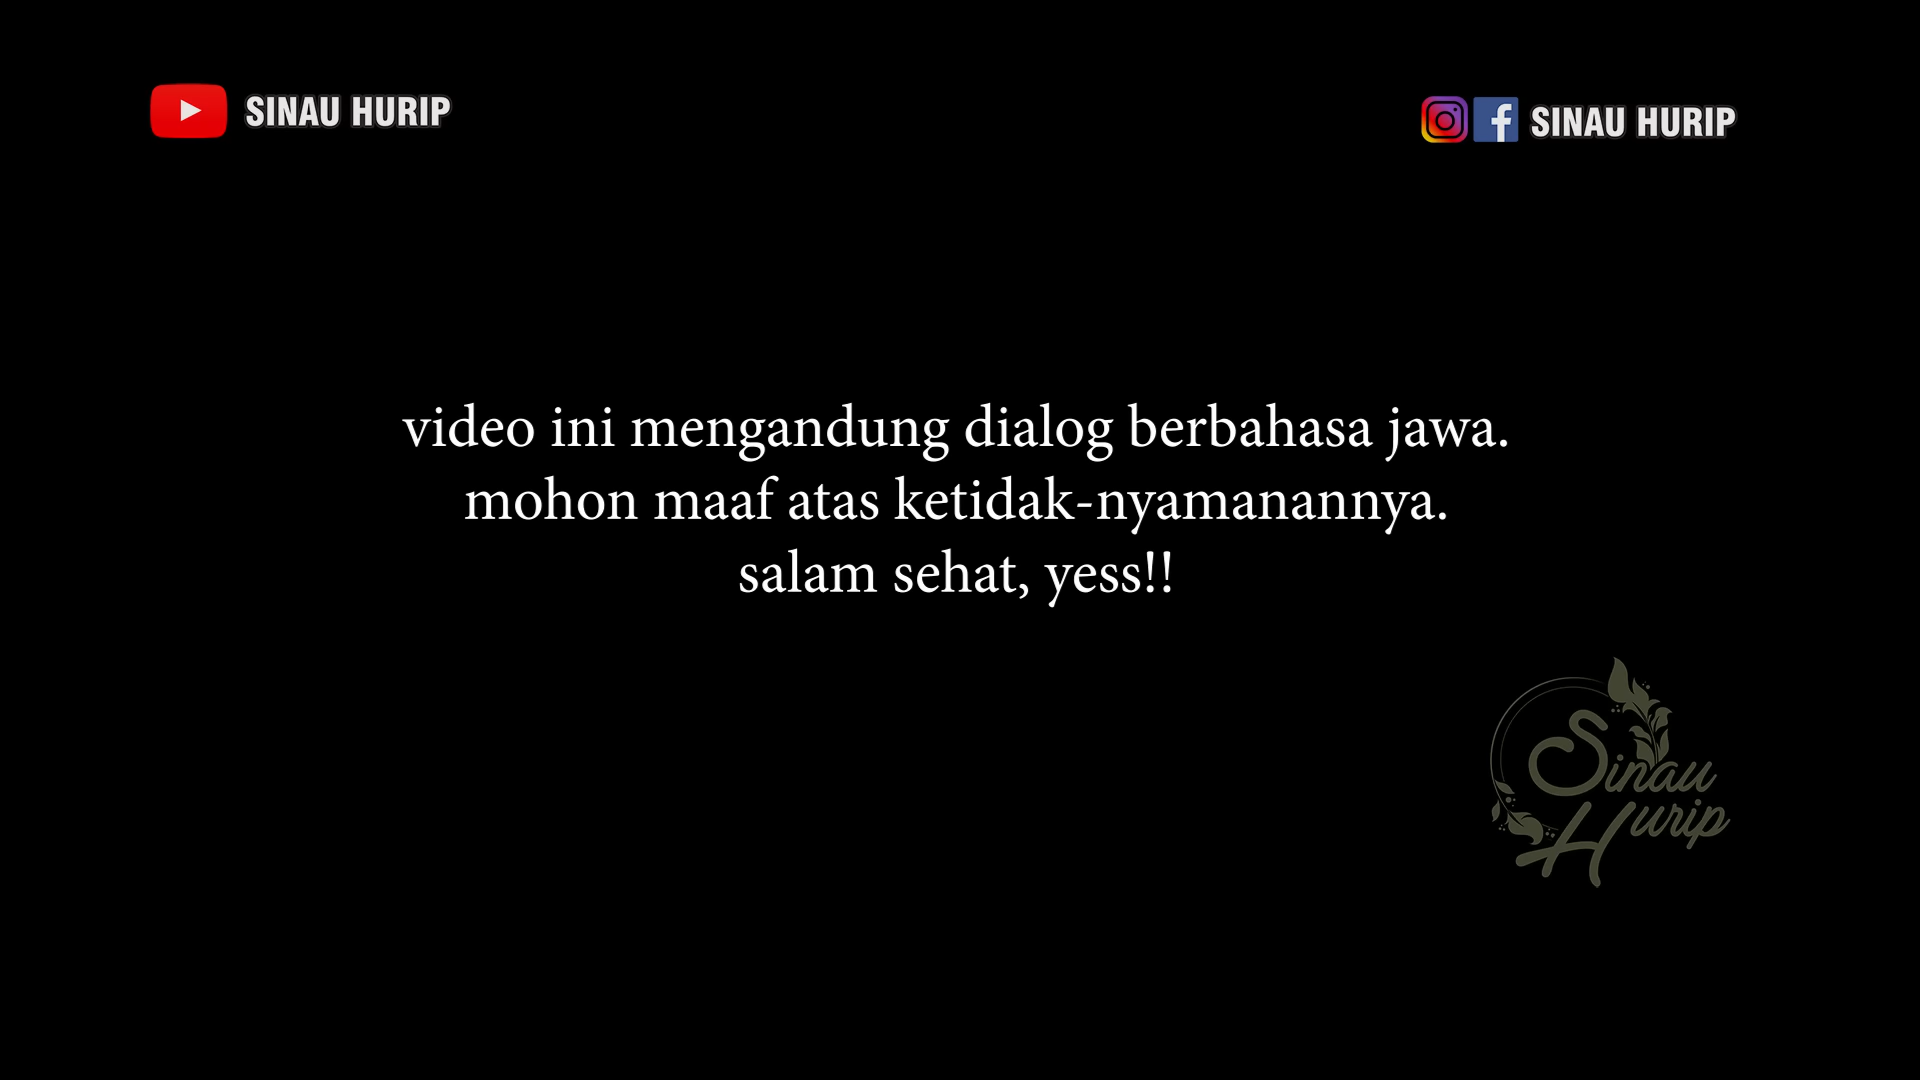 SINAU HURIP
SINAU HURIP
video ini mengandung dialog berbahasa jawa.
mohon maaf atas ketidak-nyamanannya.
salam sehat, yess!!
Sinau
Hurip